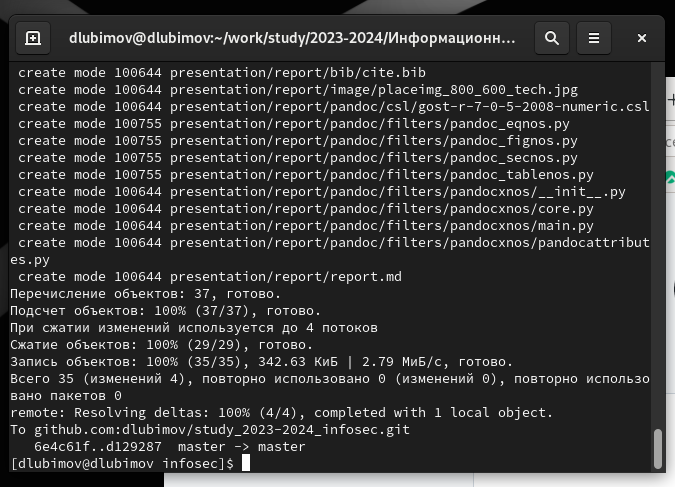 dlubimov@dlubimov:~/work/study/2023-2024/Информационн...
create mode 100644 presentation/report/bib/cite.bib
create mode 100644 presentation/report/image/placeimg_800_600_tech.jpg
create mode 100644 presentation/report/pandoc/csl/gost-r-7-0-5-2008-numeric.csl
create mode 100755 presentation/report/pandoc/filters/pandoc_eqnos.py
create mode 100755 presentation/report/pandoc/filters/pandoc_fignos.py
create mode 100755 presentation/report/pandoc/filters/pandoc_secnos.py
create mode 100755 presentation/report/pandoc/filters/pandoc_tablenos.py
create mode 100644 presentation/report/pandoc/filters/pandocxnos/__init__.py
create mode 100644 presentation/report/pandoc/filters/pandocxnos/core.py
create mode 100644 presentation/report/pandoc/filters/pandocxnos/main.py
create mode 100644 presentation/report/pandoc/filters/pandocxnos/pandocattribut
es.py
create mode 100644 presentation/report/report.md
Перечисление объектов: 37, готово.
Подсчет объектов: 100% (37/37), готово.
При сжатии изменений используется до 4 потоков
Сжатие объектов: 100% (29/29), готово.
Запись объектов: 100% (35/35), 342.63 КиБ | 2.79 МиБ/с, готово.
Всего 35 (изменений 4), повторно использовано 0 (изменений 0), повторно использо
вано пакетов 0
remote: Resolving deltas: 100% (4/4), completed with 1 local object.
To github.com:dlubimov/study_2023-2024_infosec.git
6e4c61f..d129287  master -> master
[dlubimov@dlubimov infosec]$